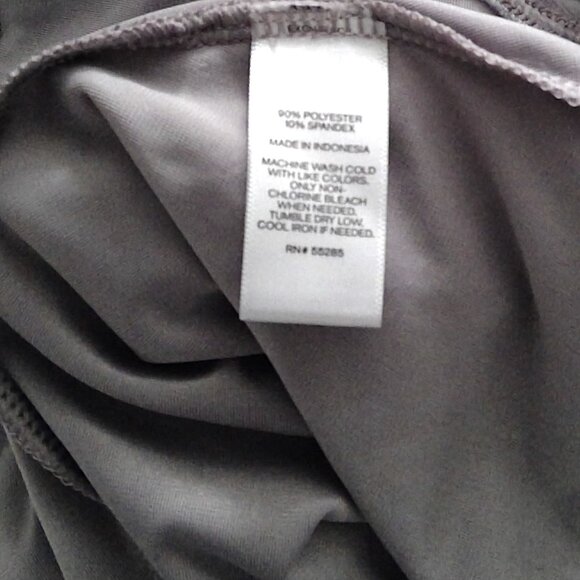 90% POLYESTER
10% SPANDEX
MADE IN INDONESIA
MACHINE WASH COLD
WITH LIKE COLORS.
ONLY NON-
CHLORINE BLEACH
WHEN NEEDED.
TUMBLE DRY LOW.
COOL IRON IF NEEDED.
RN# 55285